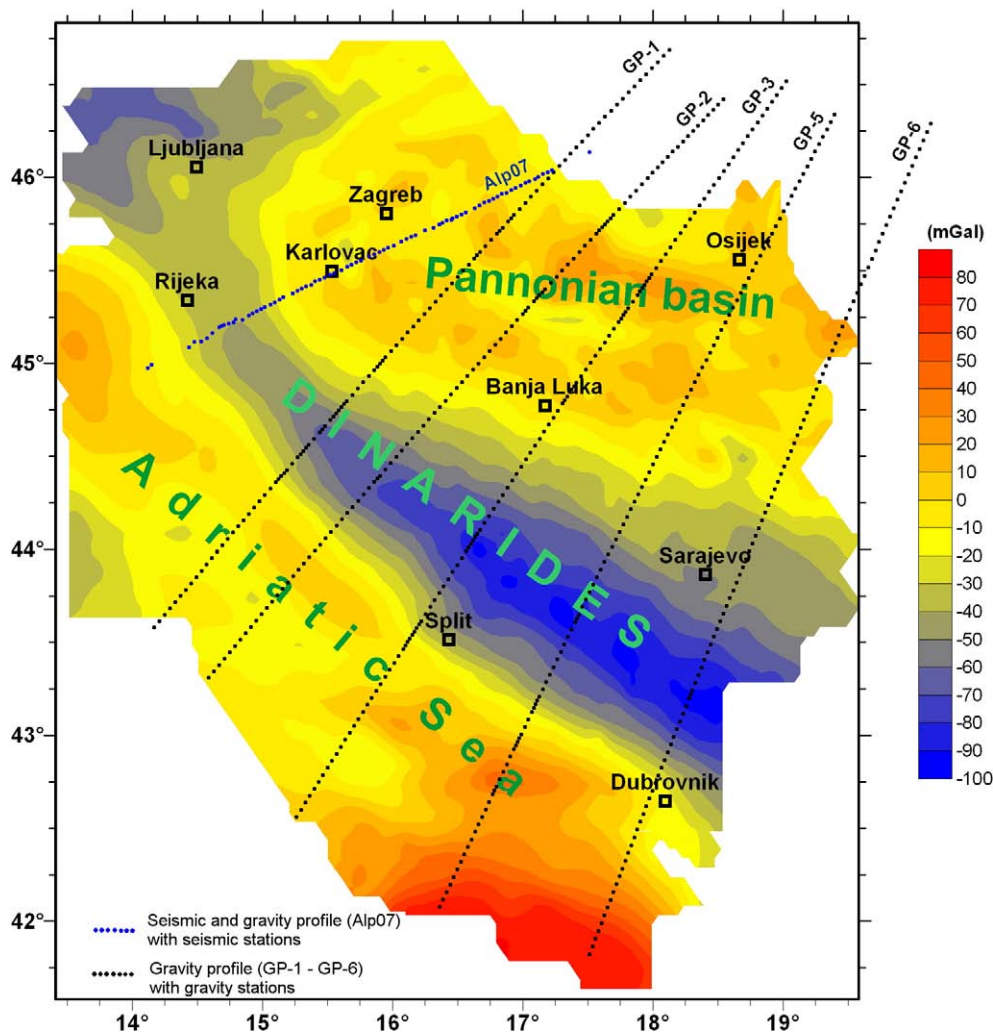 GP-1
GP-2
GP-3
GP-5
GP-6
46°
45°
44°
43°
42°
Ljubljana
Zagreb
Alp07
Karlovac
Rijeka
Osijek
Pannonian basin
Banja Luka
DINARIDES
Adriatic Sea
Sarajevo
Split
Dubrovnik
(mGal)
80
70
60
50
40
30
20
10
0
-10
-20
-30
-40
-50
-60
-70
-80
-90
-100
Seismic and gravity profile (Alp07)
with seismic stations
Gravity profile (GP-1 - GP-6)
with gravity stations
14° 15° 16° 17° 18° 19°